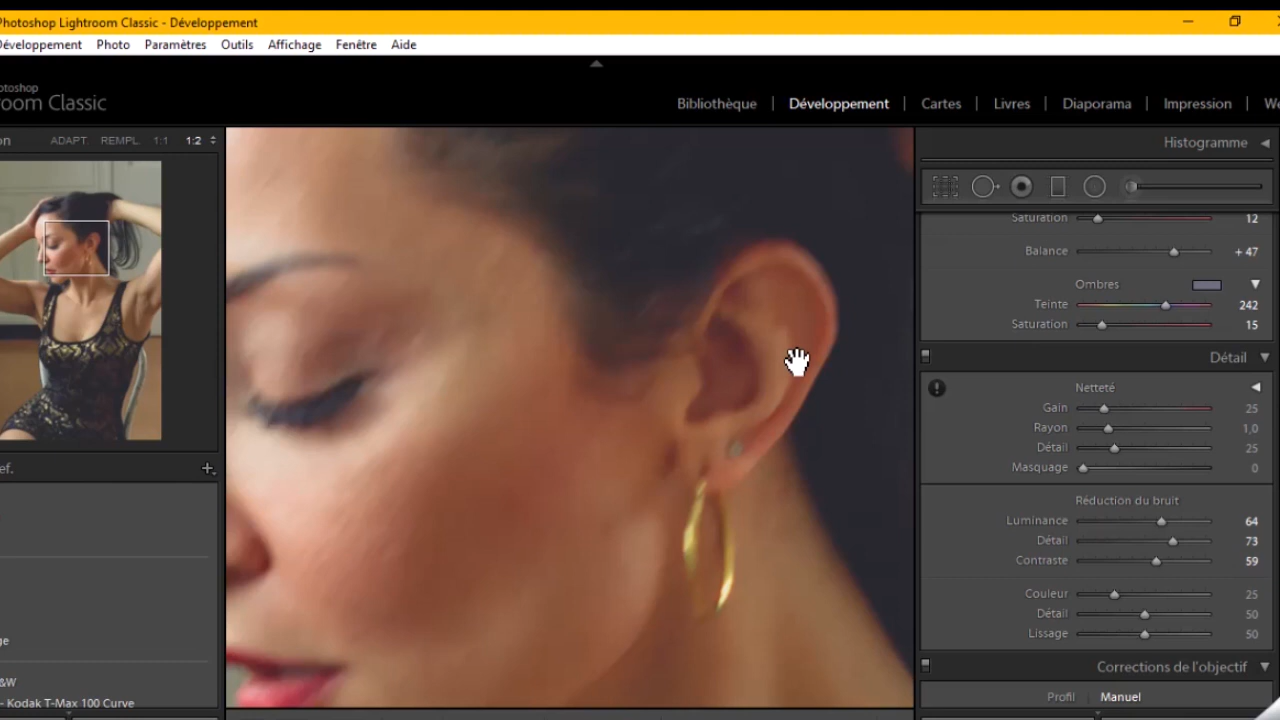 Photoshop Lightroom Classic - Développement
Développement Photo Paramètres Outils Affichage Fenêtre Aide
otoshop
room Classic
Bibliothèque | Développement | Cartes | Livres | Diaporama | Impression | We
on ADAPT REMPL. 1:1 1:2
Histogramme
Saturation 12
Balance + 47
Ombres
Teinte 242
Saturation 15
Détail
Netteté
Gain 25
Rayon 1,0
Détail 25
Masquage 0
ef. +
Réduction du bruit
Luminance 64
Détail 73
Contraste 59
Couleur 25
Détail 50
Lissage 50
ge
Corrections de l'objectif
&W
- Kodak T-Max 100 Curve
Profil Manuel